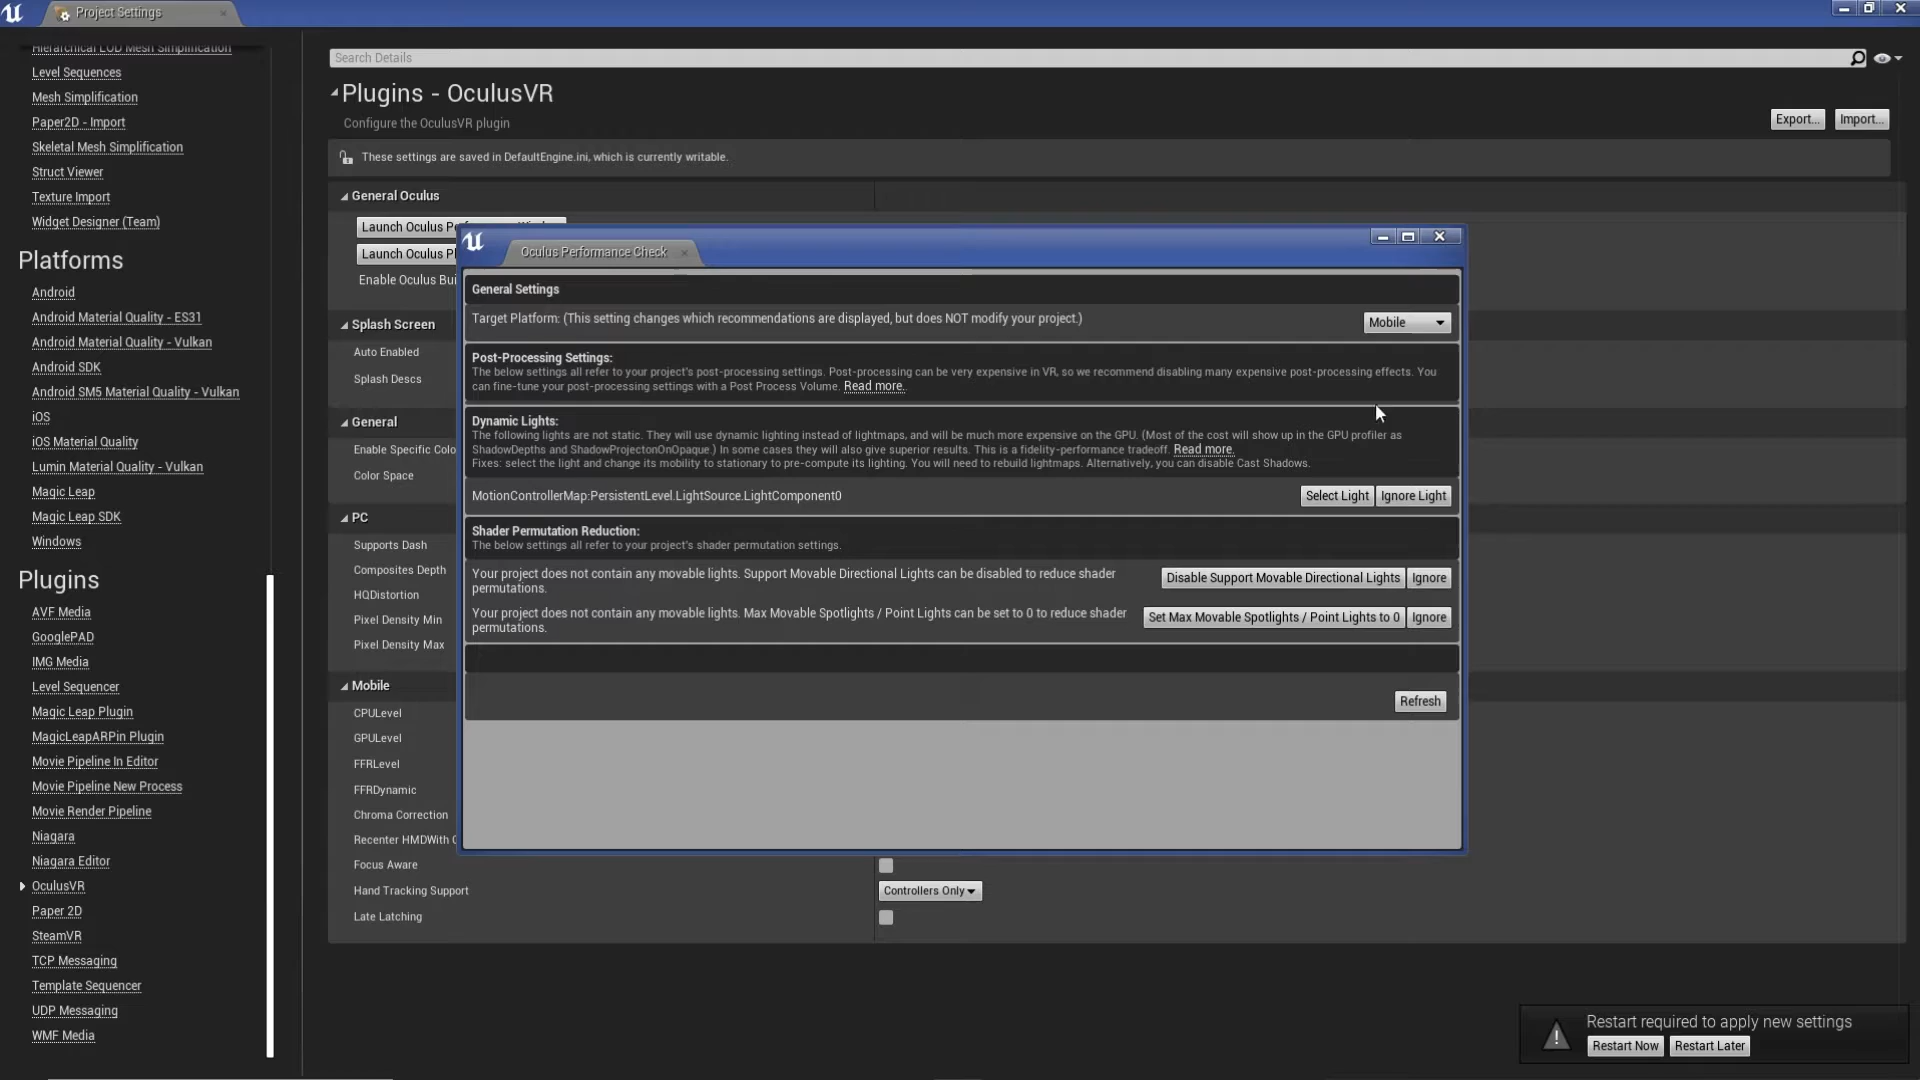 Project Settings
Hierarchical LOD Mesh Simplification
Level Sequences
Mesh Simplification
Paper2D - Import
Skeletal Mesh Simplification
Struct Viewer
Texture Import
Widget Designer (Team)
Platforms
Android
Android Material Quality - ES31
Android Material Quality - Vulkan
Android SDK
Android SM5 Material Quality - Vulkan
iOS
iOS Material Quality
Lumin Material Quality - Vulkan
Magic Leap
Magic Leap SDK
Windows
Plugins
AVF Media
GooglePAD
IMG Media
Level Sequencer
Magic Leap Plugin
MagicLeapARPin Plugin
Movie Pipeline In Editor
Movie Pipeline New Process
Movie Render Pipeline
Niagara
Niagara Editor
OculusVR
Paper 2D
SteamVR
TCP Messaging
Template Sequencer
UDP Messaging
WMF Media
Search Details
Plugins - OculusVR
Configure the OculusVR plugin
Export...
Import...
These settings are saved in DefaultEngine.ini, which is currently writable.
General Oculus
Launch Oculus
Launch Oculus
Enable Oculus
Splash Screen
Auto Enabled
Splash Descs
General
Enable Specific Colo
Color Space
PC
Supports Dash
Composites Depth
HQDistortion
Pixel Density Min
Pixel Density Max
Mobile
CPULevel
GPULevel
FFRLevel
FFRDynamic
Chroma Correction
Recenter HMDWith
Focus Aware
Hand Tracking Support
Controllers Only
Late Latching
Oculus Performance Check
General Settings
Target Platform: (This setting changes which recommendations are displayed, but does NOT modify your project.)
Mobile
Post-Processing Settings:
The below settings all refer to your project's post-processing settings. Post-processing can be very expensive in VR, so we recommend disabling many expensive post-processing effects. You
can fine-tune your post-processing settings with a Post Process Volume. Read more.
Dynamic Lights:
The following lights are not static. They will use dynamic lighting instead of lightmaps, and will be much more expensive on the GPU. (Most of the cost will show up in the GPU profiler as
ShadowDepths and ShadowProjectonOnOpaque.) In some cases they will also give superior results. This is a fidelity-performance tradeoff. Read more.
Fixes: select the light and change its mobility to stationary to pre-compute its lighting. You will need to rebuild lightmaps. Alternatively, you can disable Cast Shadows.
MotionControllerMap:PersistentLevel.LightSource.LightComponent0
Select Light
Ignore Light
Shader Permutation Reduction:
The below settings all refer to your project's shader permutation settings.
Your project does not contain any movable lights. Support Movable Directional Lights can be disabled to reduce shader
permutations.
Disable Support Movable Directional Lights
Ignore
Your project does not contain any movable lights. Max Movable Spotlights / Point Lights can be set to 0 to reduce shader
permutations.
Set Max Movable Spotlights / Point Lights to 0
Ignore
Refresh
Restart required to apply new settings
Restart Now
Restart Later